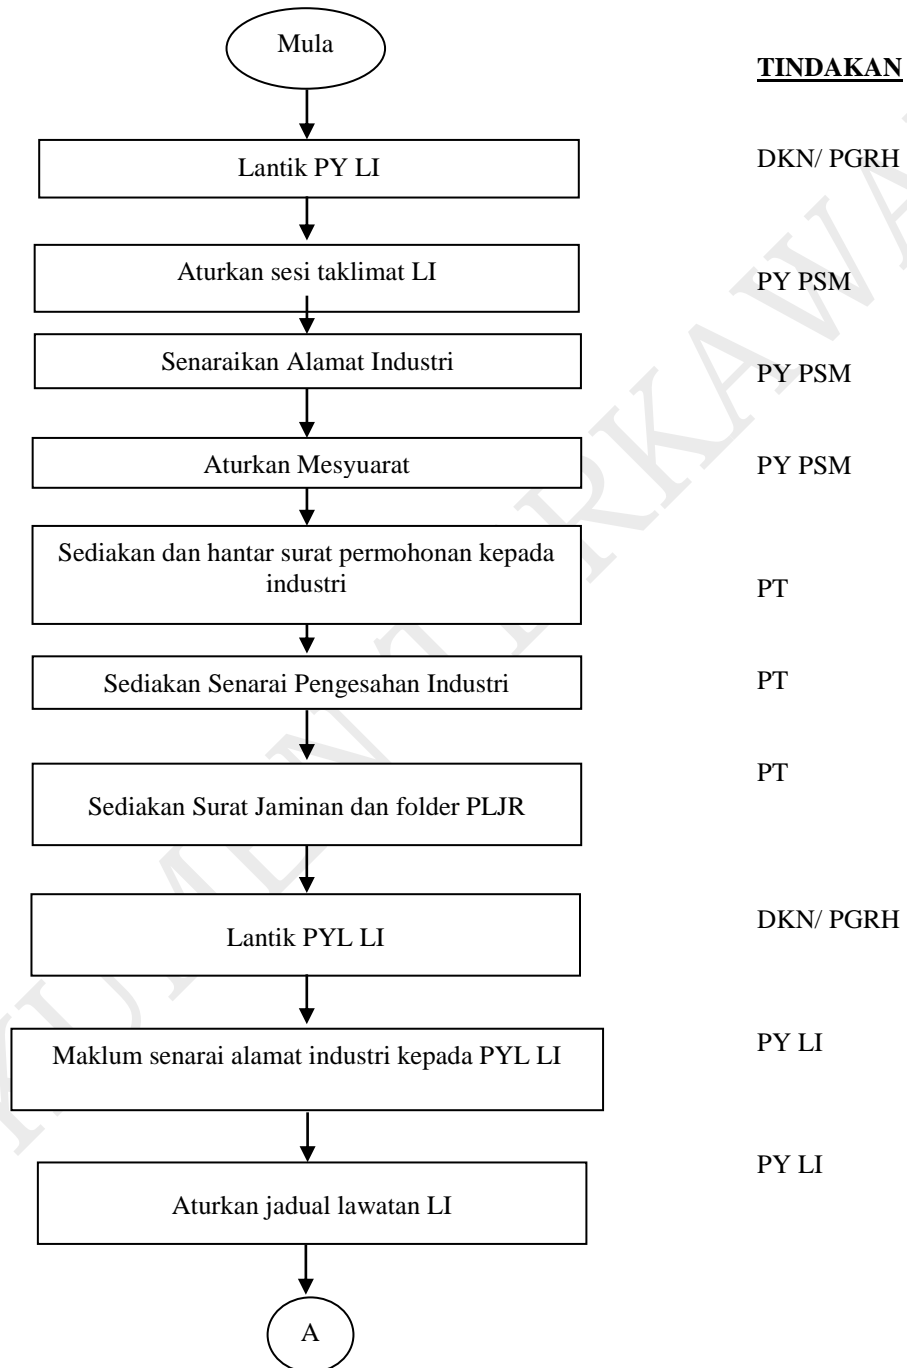 Mula
TINDAKAN
Lantik PY LI
DKN/ PGRH
Aturkan sesi taklimat LI
PY PSM
Senaraikan Alamat Industri
PY PSM
Aturkan Mesyuarat
PY PSM
Sediakan dan hantar surat permohonan kepada
industri
PT
Sediakan Senarai Pengesahan Industri
PT
Sediakan Surat Jaminan dan folder PLJR
PT
Lantik PYL LI
DKN/ PGRH
Maklum senarai alamat industri kepada PYL LI
PY LI
Aturkan jadual lawatan LI
PY LI
A